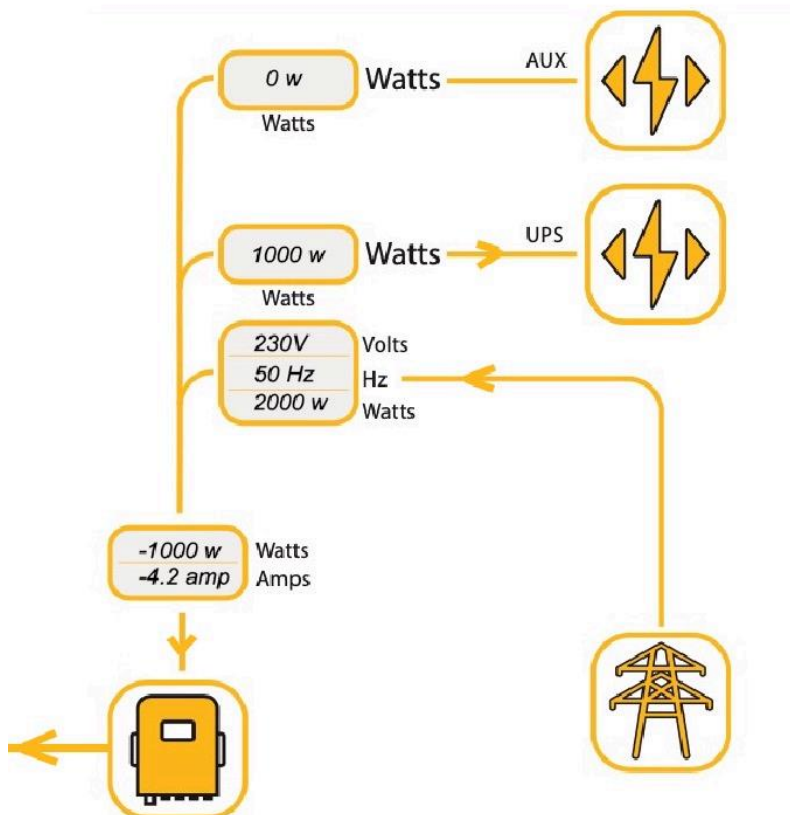 0 w Watts AUX
Watts
1000 w Watts UPS
Watts
230V Volts
50 Hz Hz
2000 w Watts
-1000 w Watts
-4.2 amp Amps